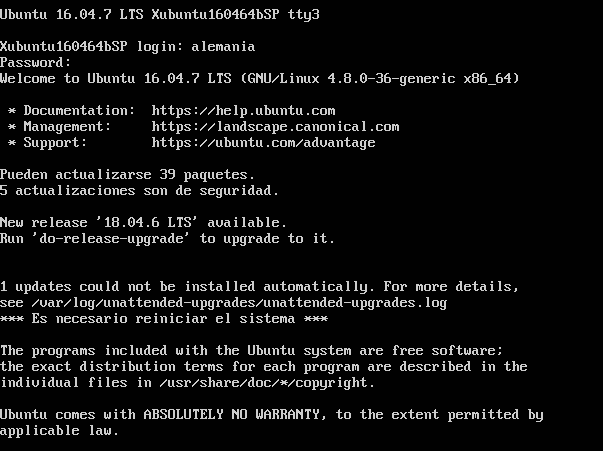 Ubuntu 16.04.7 LTS Xubuntu160464bSP tty3
Xubuntu160464bSP login: alemania
Password:
Welcome to Ubuntu 16.04.7 LTS (GNU/Linux 4.8.0-36-generic x86_64)
* Documentation:  https://help.ubuntu.com
* Management:     https://landscape.canonical.com
* Support:        https://ubuntu.com/advantage
Pueden actualizarse 39 paquetes.
5 actualizaciones son de seguridad.
New release '18.04.6 LTS' available.
Run 'do-release-upgrade' to upgrade to it.
1 updates could not be installed automatically. For more details,
see /var/log/unattended-upgrades/unattended-upgrades.log
*** Es necesario reiniciar el sistema ***
The programs included with the Ubuntu system are free software;
the exact distribution terms for each program are described in the
individual files in /usr/share/doc/*/copyright.
Ubuntu comes with ABSOLUTELY NO WARRANTY, to the extent permitted by
applicable law.